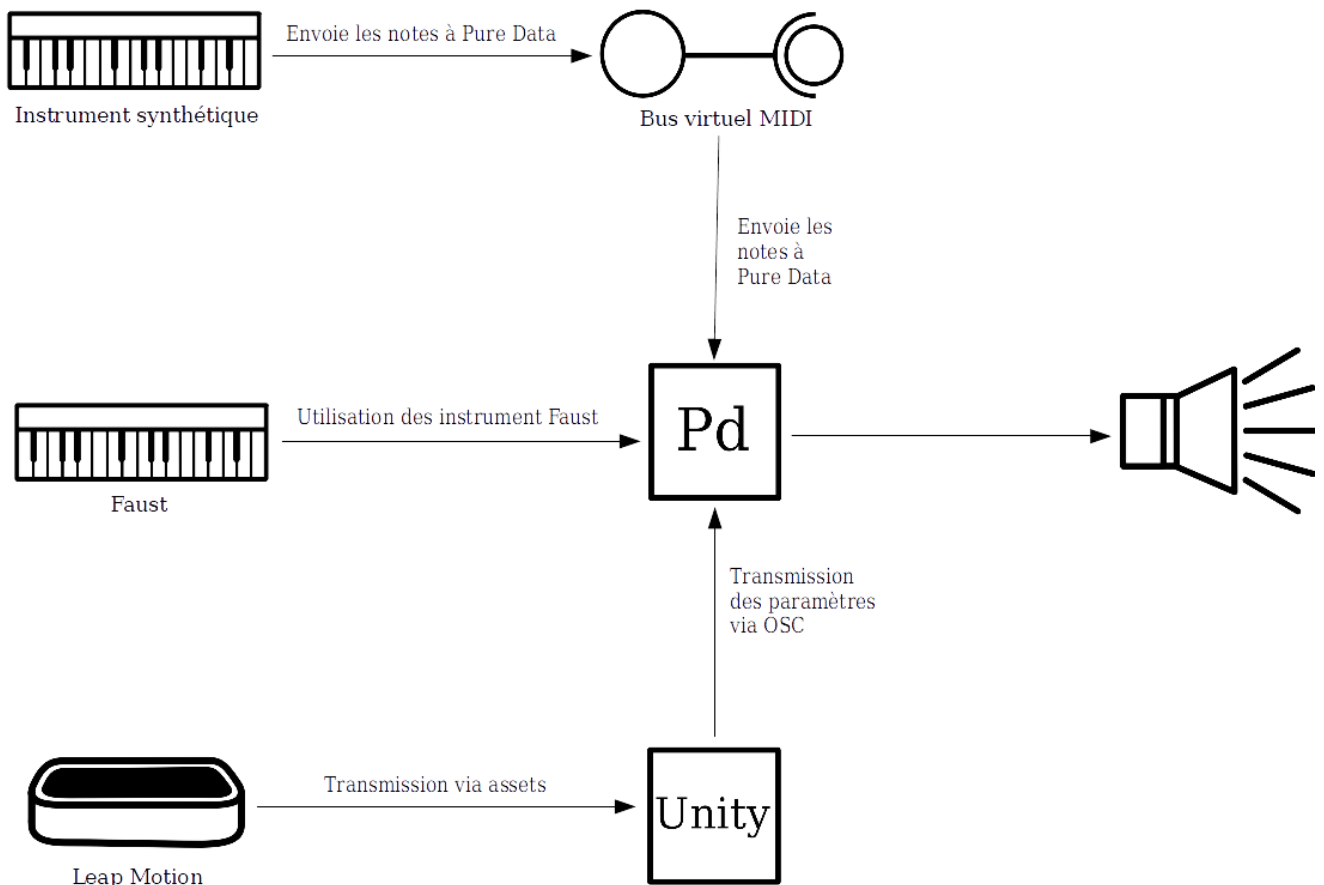 Envoie les notes à Pure Data
Instrument synthétique
Bus virtuel MIDI
Envoie les
notes à
Pure Data
Utilisation des instrument Faust
Pd
Faust
Transmission
des paramètres
via OSC
Transmission via assets
Unity
Leap Motion